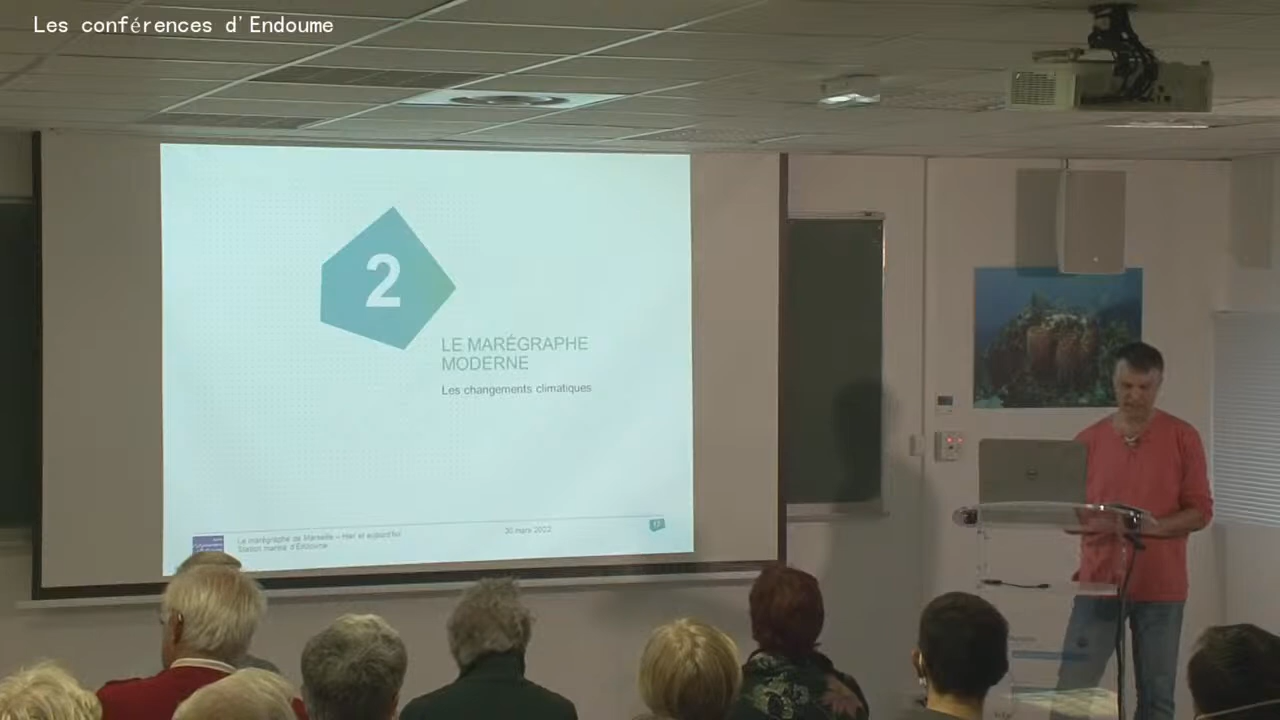 Les conférences d'Endoume
2
LE MARÉGRAPHE
MODERNE
Les changements climatiques
Le marégraphe de Marseille – Hier et aujourd'hui
Station marine d'Endoume
30 mars 2022